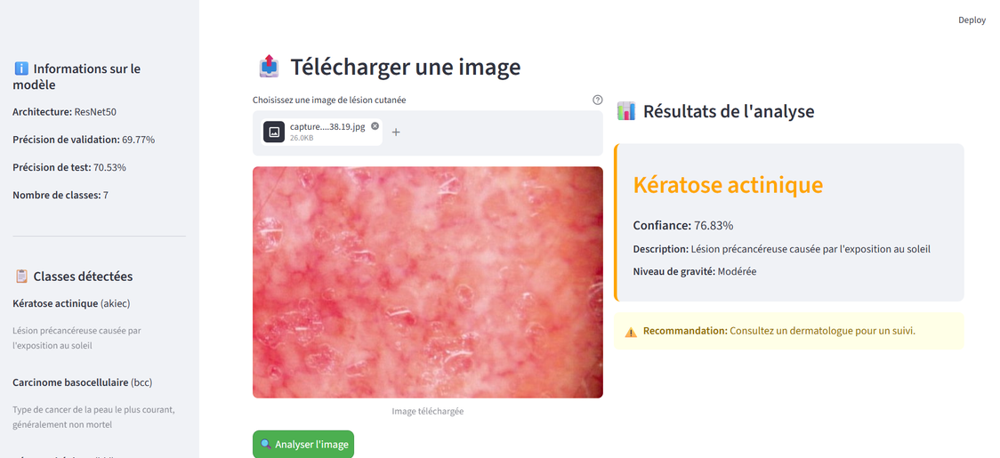 Deploy
Informations sur le
modèle
Architecture: ResNet50
Précision de validation: 69.77%
Précision de test: 70.53%
Nombre de classes: 7
Classes détectées
Kératose actinique (akiec)
Lésion précancéreuse causée par
l'exposition au soleil
Carcinome basocellulaire (bcc)
Type de cancer de la peau le plus courant,
généralement non mortel
Télécharger une image
Choisissez une image de lésion cutanée
capture....38.19.jpg
26.0KB
Image téléchargée
Analyser l'image
Résultats de l'analyse
Kératose actinique
Confiance: 76.83%
Description: Lésion précancéreuse causée par l'exposition au soleil
Niveau de gravité: Modérée
Recommandation: Consultez un dermatologue pour un suivi.